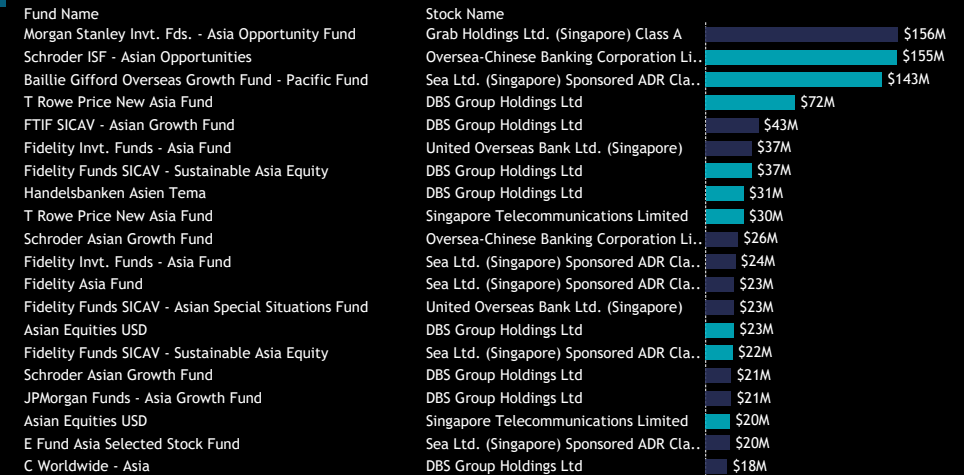 Fund Name Stock Name
Morgan Stanley Invt. Fds. - Asia Opportunity Fund Grab Holdings Ltd. (Singapore) Class A $156M
Schroder ISF - Asian Opportunities Oversea-Chinese Banking Corporation Li.. $155M
Baillie Gifford Overseas Growth Fund - Pacific Fund Sea Ltd. (Singapore) Sponsored ADR Cla.. $143M
T Rowe Price New Asia Fund DBS Group Holdings Ltd $72M
FTIF SICAV - Asian Growth Fund DBS Group Holdings Ltd $43M
Fidelity Invt. Funds - Asia Fund United Overseas Bank Ltd. (Singapore) $37M
Fidelity Funds SICAV - Sustainable Asia Equity DBS Group Holdings Ltd $37M
Handelsbanken Asien Tema DBS Group Holdings Ltd $31M
T Rowe Price New Asia Fund Singapore Telecommunications Limited $30M
Schroder Asian Growth Fund Oversea-Chinese Banking Corporation Li.. $26M
Fidelity Invt. Funds - Asia Fund Sea Ltd. (Singapore) Sponsored ADR Cla.. $24M
Fidelity Asia Fund Sea Ltd. (Singapore) Sponsored ADR Cla.. $23M
Fidelity Funds SICAV - Asian Special Situations Fund United Overseas Bank Ltd. (Singapore) $23M
Asian Equities USD DBS Group Holdings Ltd $23M
Fidelity Funds SICAV - Sustainable Asia Equity Sea Ltd. (Singapore) Sponsored ADR Cla.. $22M
Schroder Asian Growth Fund DBS Group Holdings Ltd $21M
JPMorgan Funds - Asia Growth Fund DBS Group Holdings Ltd $21M
Asian Equities USD Singapore Telecommunications Limited $20M
E Fund Asia Selected Stock Fund Sea Ltd. (Singapore) Sponsored ADR Cla.. $20M
C Worldwide - Asia DBS Group Holdings Ltd $18M